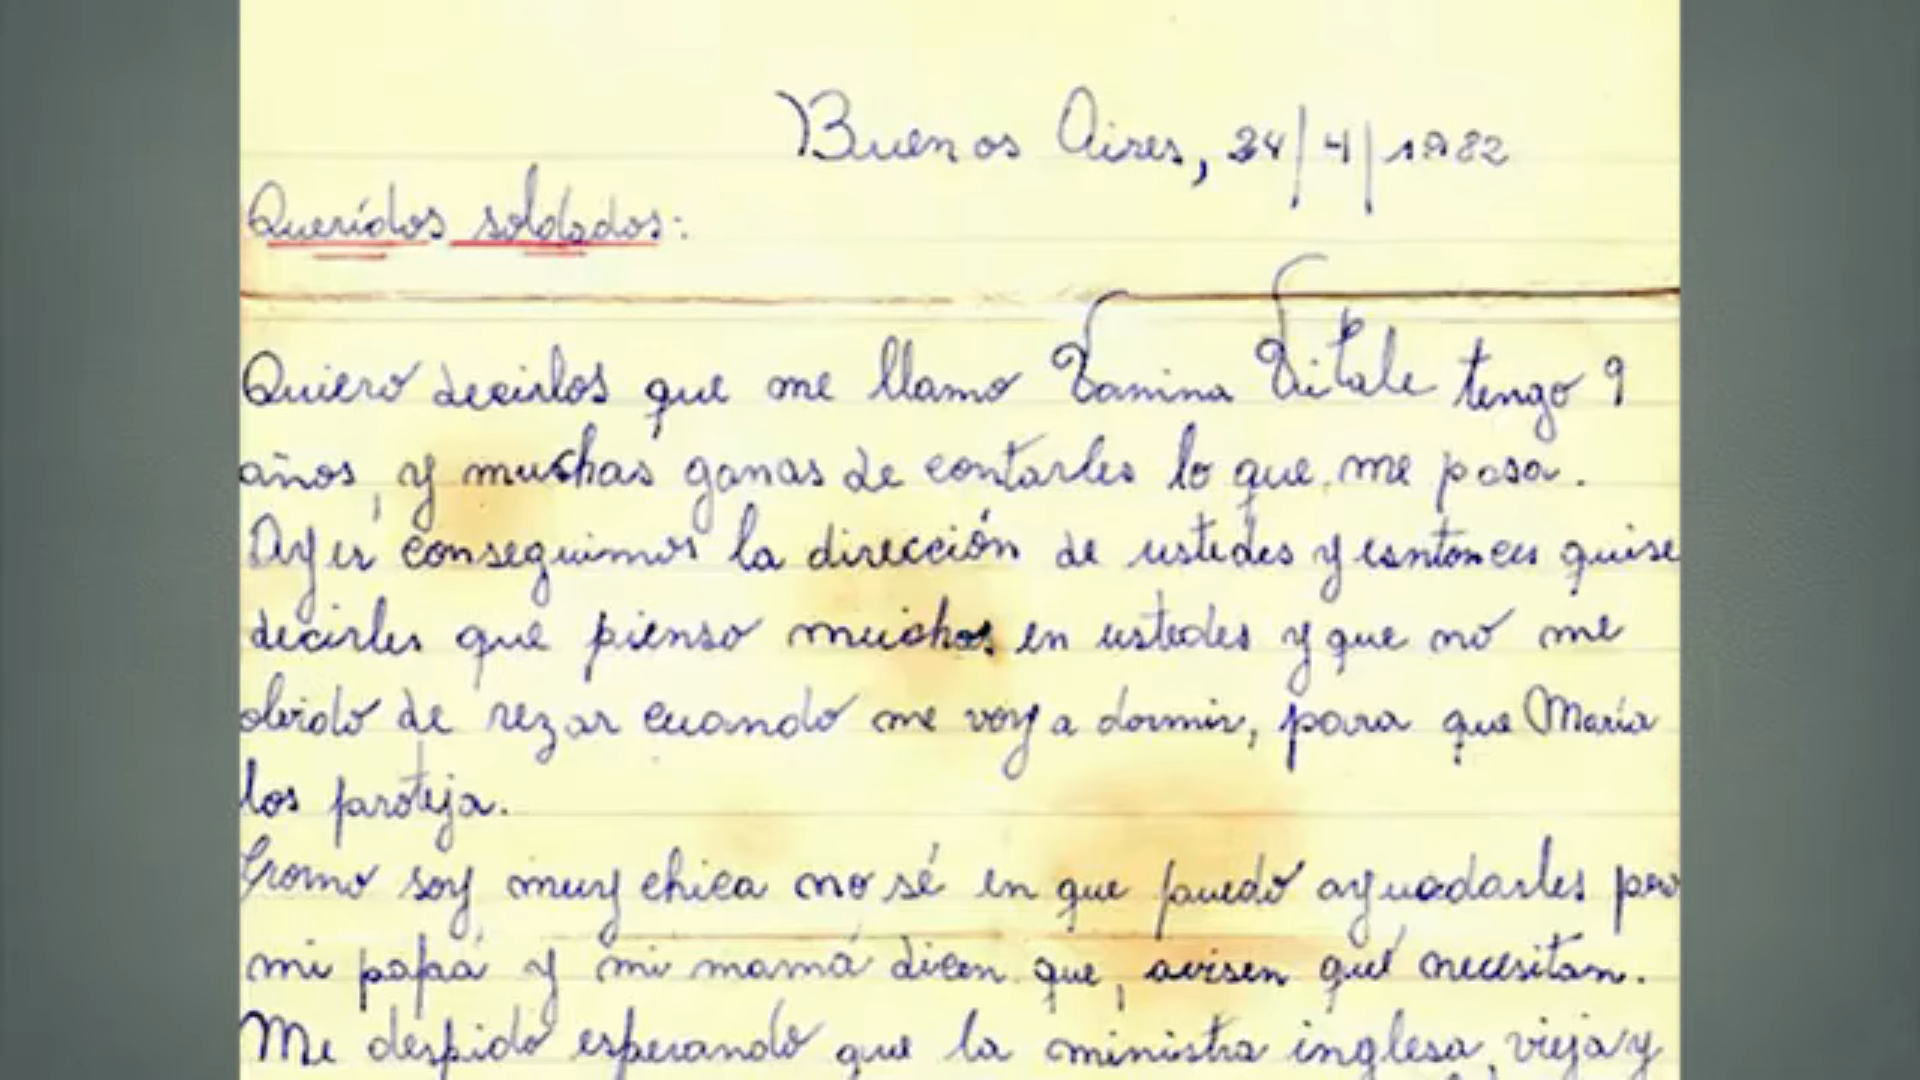 Buenos Aires, 24/4/1982
Queridos soldados:
Quiero decirlos que me llamo Vanina Vitale tengo 9
años, y muchas ganas de contarles lo que me pasa.
Ayer conseguimos la dirección de ustedes y entonces quise
decirles que pienso muchos en ustedes y que no me
olvido de rezar cuando me voy a dormir, para que María
los proteja.
Como soy muy chica no sé en que puedo ayuadarles pero
mi papá y mi mamá dicen que, avisen qué necesitan.
Me despido esperando que la ministra inglesa, vieja y